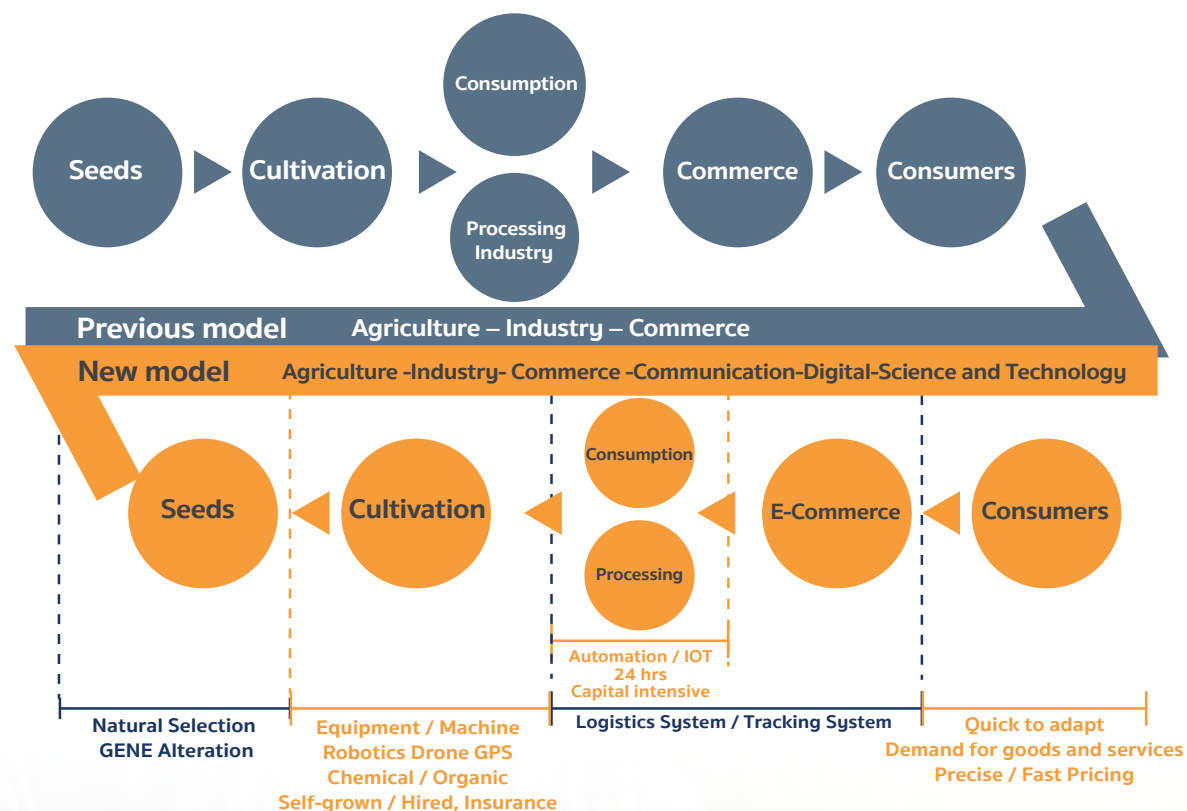 Seeds
Cultivation
Consumption
Processing
Industry
Commerce
Consumers
Previous model
Agriculture – Industry – Commerce
New model
Agriculture -Industry- Commerce -Communication-Digital-Science and Technology
Seeds
Cultivation
Consumption
Processing
E-Commerce
Consumers
Automation / IOT
24 hrs
Capital intensive
Natural Selection
GENE Alteration
Equipment / Machine
Robotics Drone GPS
Chemical / Organic
Self-grown / Hired, Insurance
Logistics System / Tracking System
Quick to adapt
Demand for goods and services
Precise / Fast Pricing